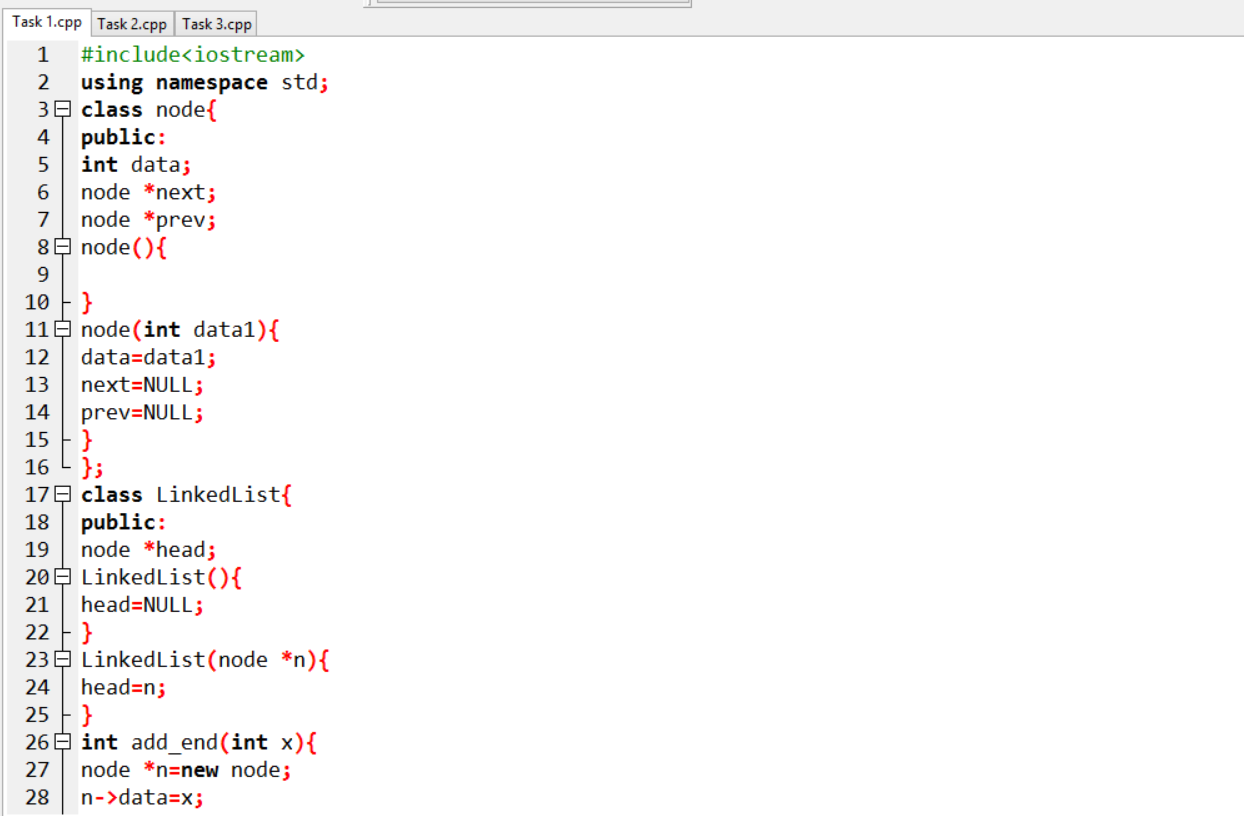 Task 1.cpp Task 2.cpp Task 3.cpp
1 #include<iostream>
2 using namespace std;
3 class node{
4 public:
5 int data;
6 node *next;
7 node *prev;
8 node(){
9
10 }
11 node(int data1){
12 data=data1;
13 next=NULL;
14 prev=NULL;
15 }
16 };
17 class LinkedList{
18 public:
19 node *head;
20 LinkedList(){
21 head=NULL;
22 }
23 LinkedList(node *n){
24 head=n;
25 }
26 int add_end(int x){
27 node *n=new node;
28 n->data=x;